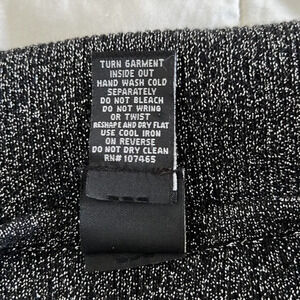 TURN GARMENT
INSIDE OUT
HAND WASH COLD
SEPARATELY
DO NOT BLEACH
DO NOT WRING
OR TWIST
RESHAPE AND DRY FLAT
USE COOL IRON
ON REVERSE
DO NOT DRY CLEAN
RN# 107465